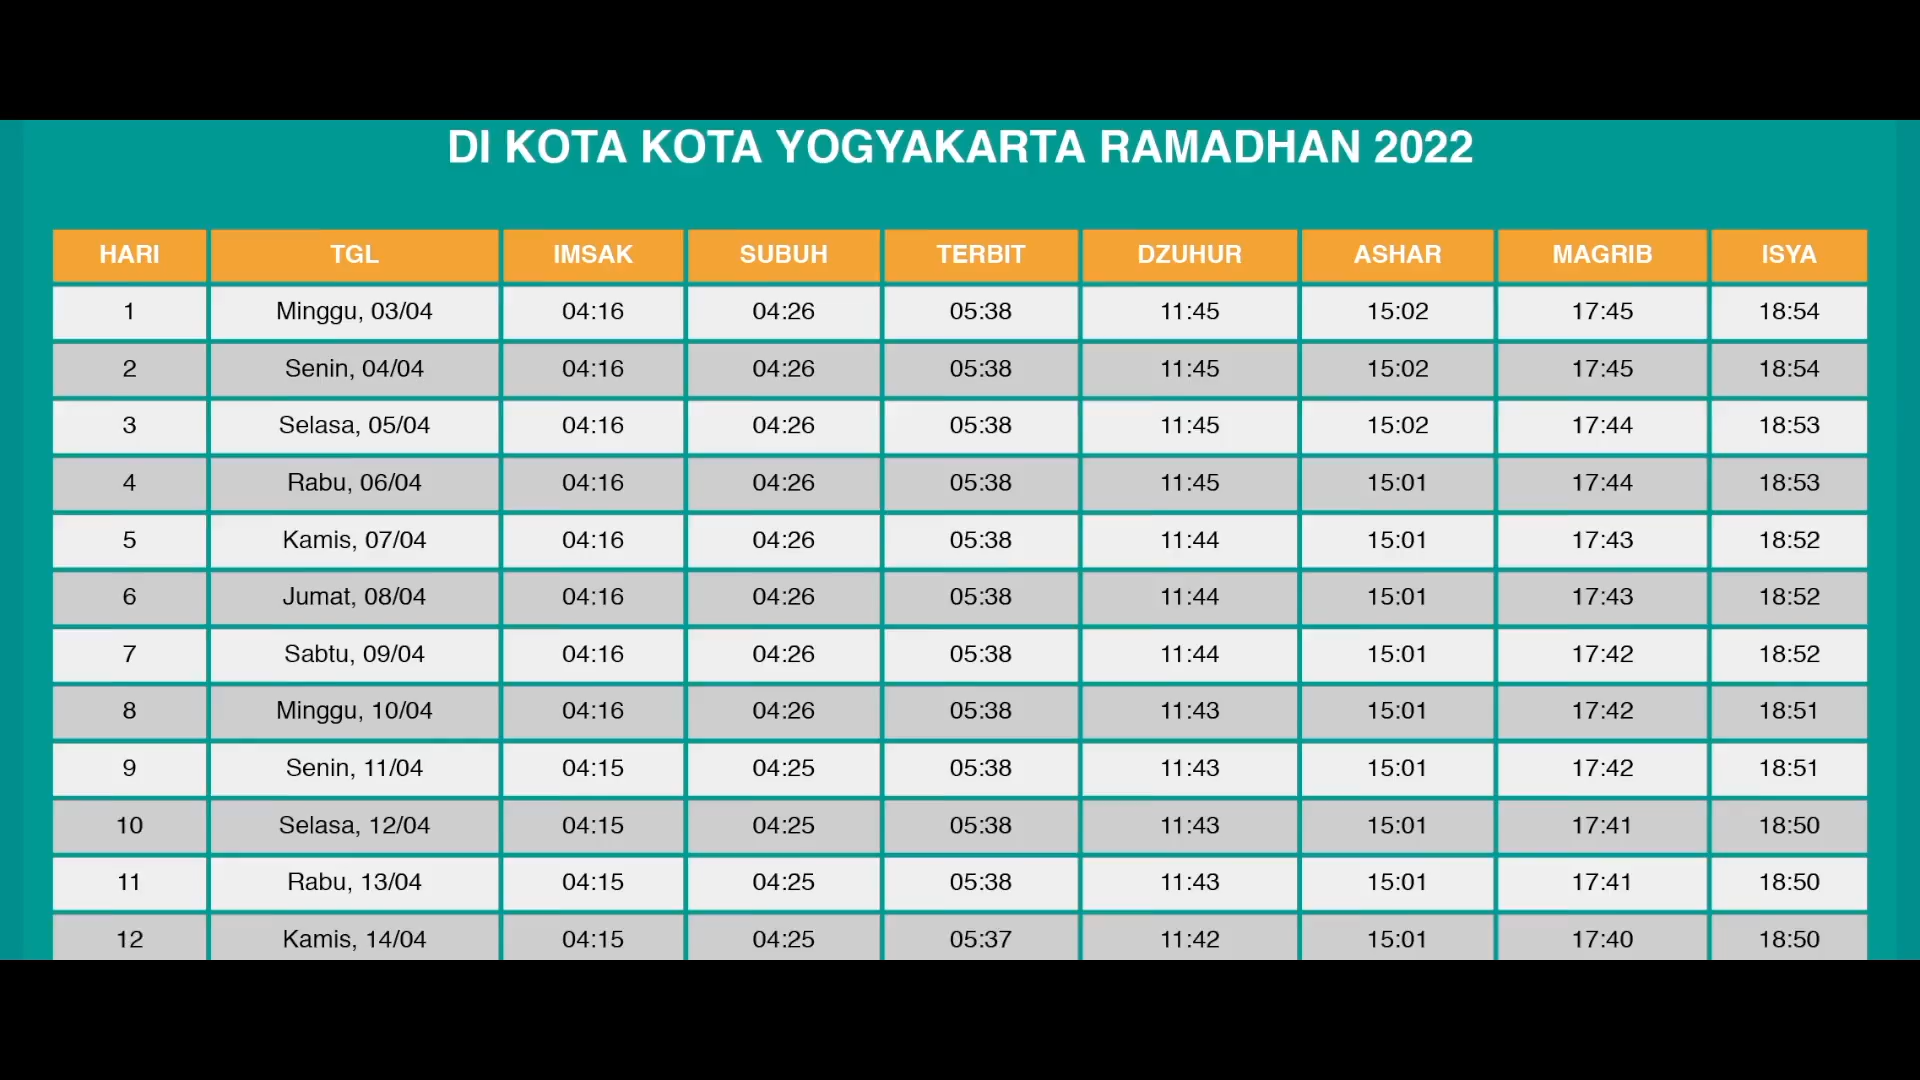 DI KOTA KOTA YOGYAKARTA RAMADHAN 2022
HARI TGL IMSAK SUBUH TERBIT DZUHUR ASHAR MAGRIB ISYA
1 Minggu, 03/04 04:16 04:26 05:38 11:45 15:02 17:45 18:54
2 Senin, 04/04 04:16 04:26 05:38 11:45 15:02 17:45 18:54
3 Selasa, 05/04 04:16 04:26 05:38 11:45 15:02 17:44 18:53
4 Rabu, 06/04 04:16 04:26 05:38 11:45 15:01 17:44 18:53
5 Kamis, 07/04 04:16 04:26 05:38 11:44 15:01 17:43 18:52
6 Jumat, 08/04 04:16 04:26 05:38 11:44 15:01 17:43 18:52
7 Sabtu, 09/04 04:16 04:26 05:38 11:44 15:01 17:42 18:52
8 Minggu, 10/04 04:16 04:26 05:38 11:43 15:01 17:42 18:51
9 Senin, 11/04 04:15 04:25 05:38 11:43 15:01 17:42 18:51
10 Selasa, 12/04 04:15 04:25 05:38 11:43 15:01 17:41 18:50
11 Rabu, 13/04 04:15 04:25 05:38 11:43 15:01 17:41 18:50
12 Kamis, 14/04 04:15 04:25 05:37 11:42 15:01 17:40 18:50